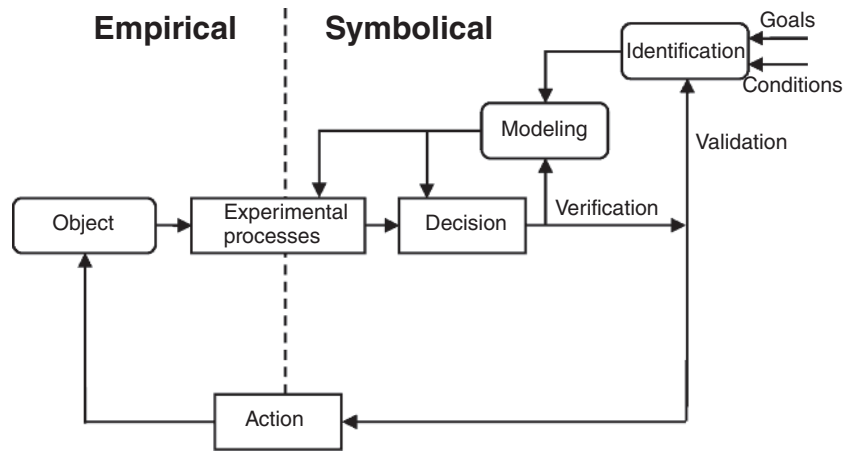 Empirical
Symbolical
Goals
Identification
Conditions
Modeling
Validation
Object
Experimental
processes
Decision
Verification
Action